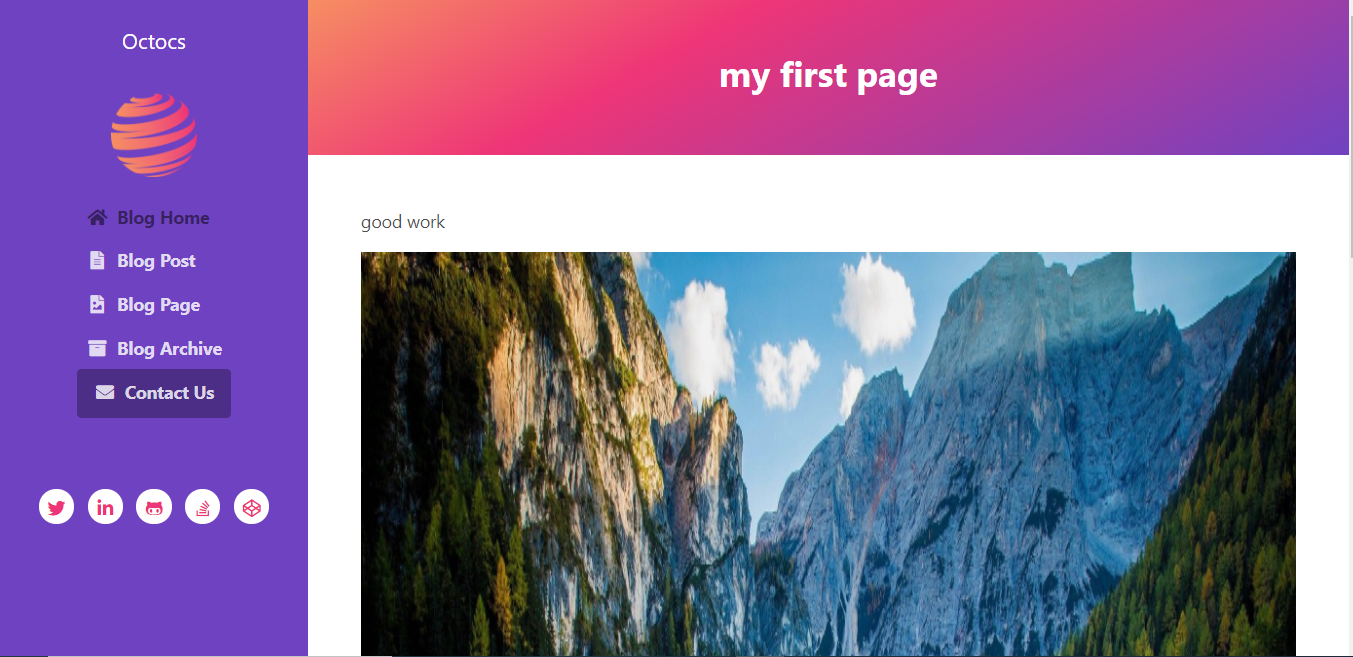 Octocs
Blog Home
Blog Post
Blog Page
Blog Archive
Contact Us
my first page
good work